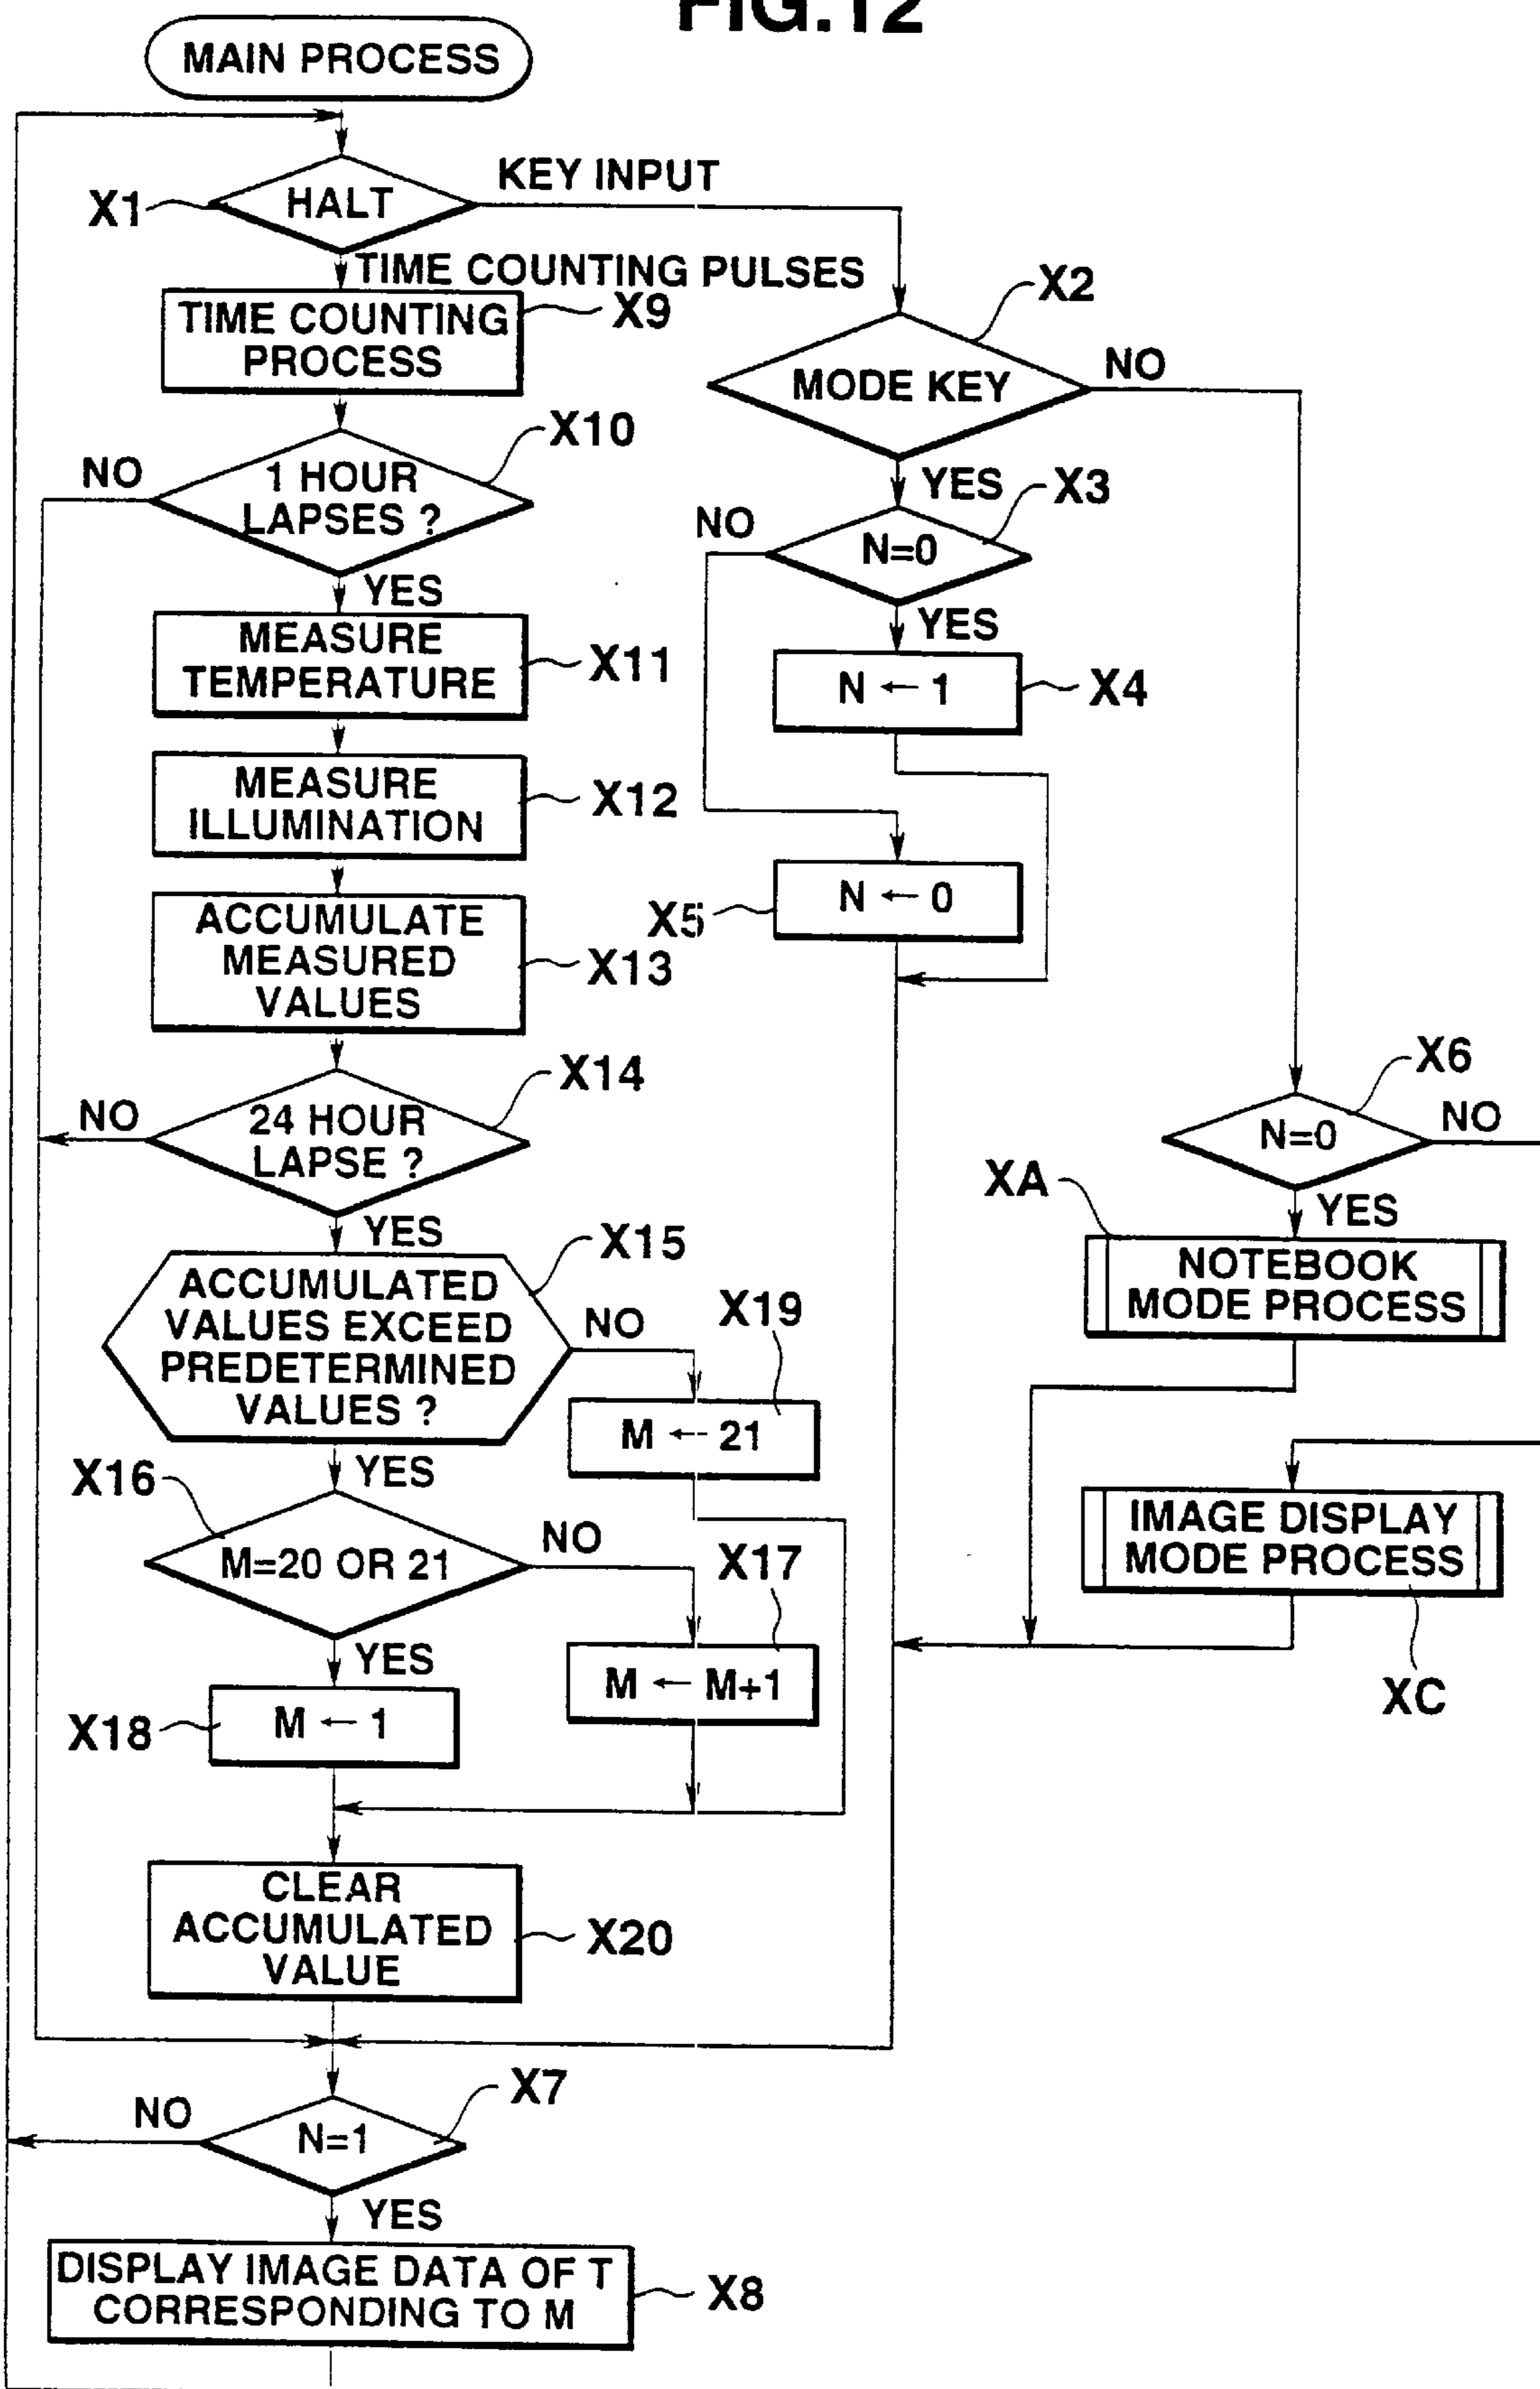 FIG.12
MAIN PROCESS
X1
HALT
KEY INPUT
TIME COUNTING PULSES
TIME COUNTING
PROCESS
X9
X2
MODE KEY
NO
X10
1 HOUR
LAPSES ?
NO
YES
YES
X3
N=0
NO
YES
MEASURE
TEMPERATURE
X11
N ← 1
X4
MEASURE
ILLUMINATION
X12
N ← 0
X5
ACCUMULATE
MEASURED
VALUES
X13
X14
24 HOUR
LAPSE ?
NO
YES
X6
N=0
NO
YES
XA
NOTEBOOK
MODE PROCESS
X15
ACCUMULATED
VALUES EXCEED
PREDETERMINED
VALUES ?
NO
YES
X19
M ← 21
IMAGE DISPLAY
MODE PROCESS
XC
X16
M=20 OR 21
NO
YES
X17
M ← M+1
X18
M ← 1
CLEAR
ACCUMULATED
VALUE
X20
X7
N=1
NO
YES
DISPLAY IMAGE DATA OF T
CORRESPONDING TO M
X8